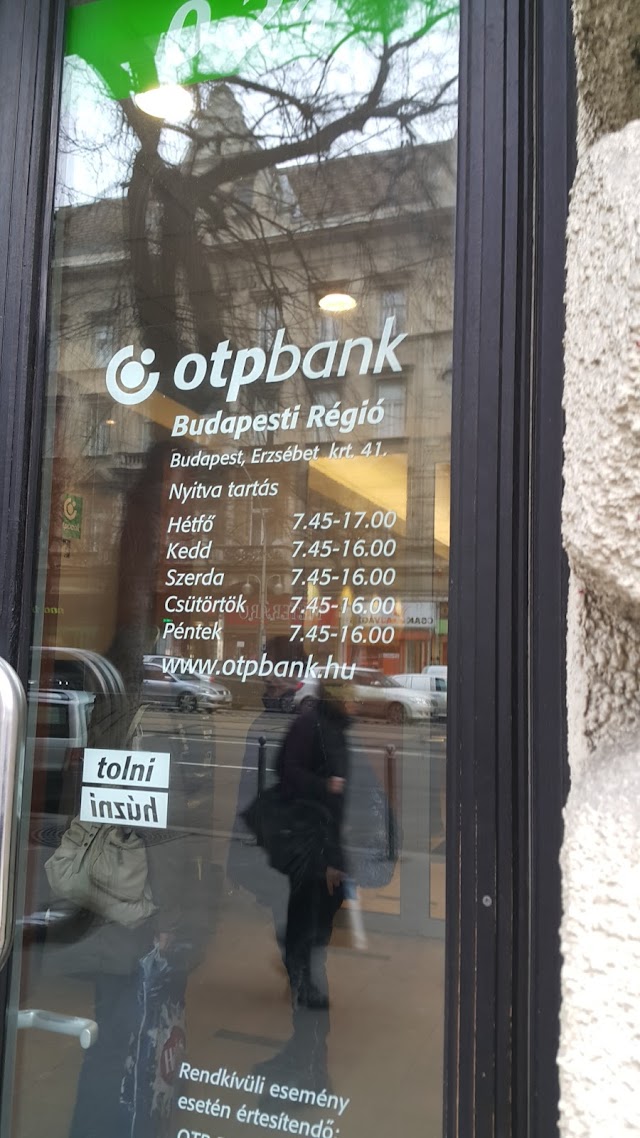 otpbank
Budapesti Régió
Budapest, Erzsébet krt. 41.
Nyitva tartás
Hétfő 7.45-17.00
Kedd 7.45-16.00
Szerda 7.45-16.00
Csütörtök 7.45-16.00
Péntek 7.45-16.00
www.otpbank.hu
tolni
húzni
Rendkívüli esemény
esetén értesítendő: